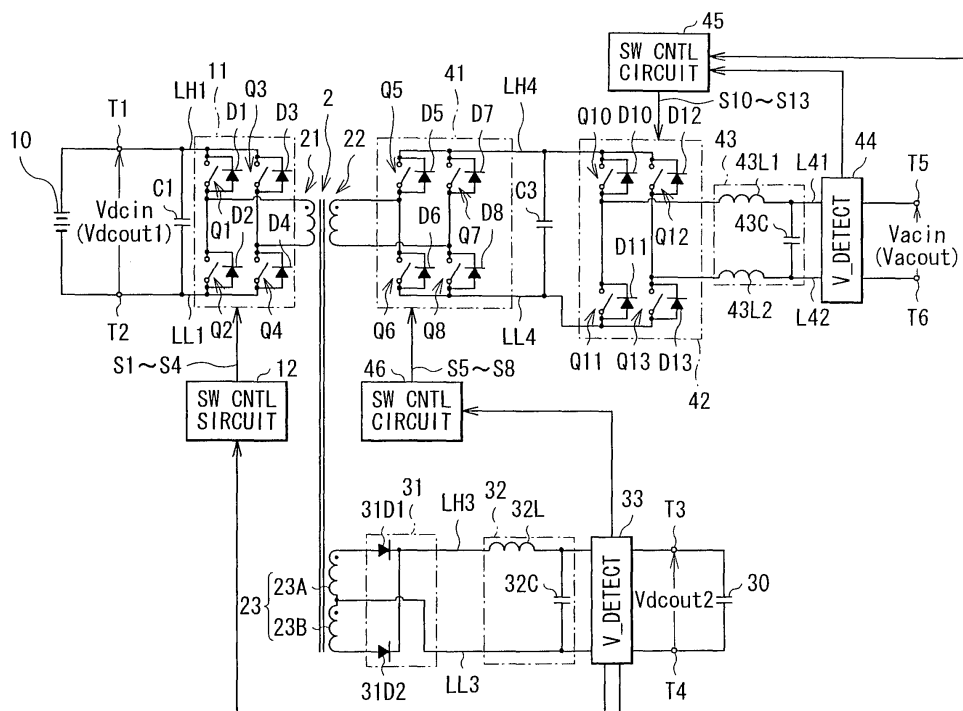 45
SW CNTL
CIRCUIT
11
Q3
41
S10~S13
T1
LH1
D1
D3
2
Q5
D5
D7
LH4
Q10
D10
D12
43
44
10
21
22
43L1
L41
T5
C1
Vdcin
(Vdcout1)
Q1
D2
D4
D6
D8
Q7
C3
D11
Q12
43C
V_DETECT
Vacin
(Vacout)
T2
LL1
Q2
Q4
Q6
Q8
LL4
Q11
Q13
D13
43L2
L42
T6
42
S1~S4
12
46
S5~S8
SW CNTL
SIRCUIT
SW CNTL
CIRCUIT
31D1
31
LH3
32
32L
33
T3
23
23A
23B
32C
V_DETECT
Vdcout2
30
31D2
LL3
T4